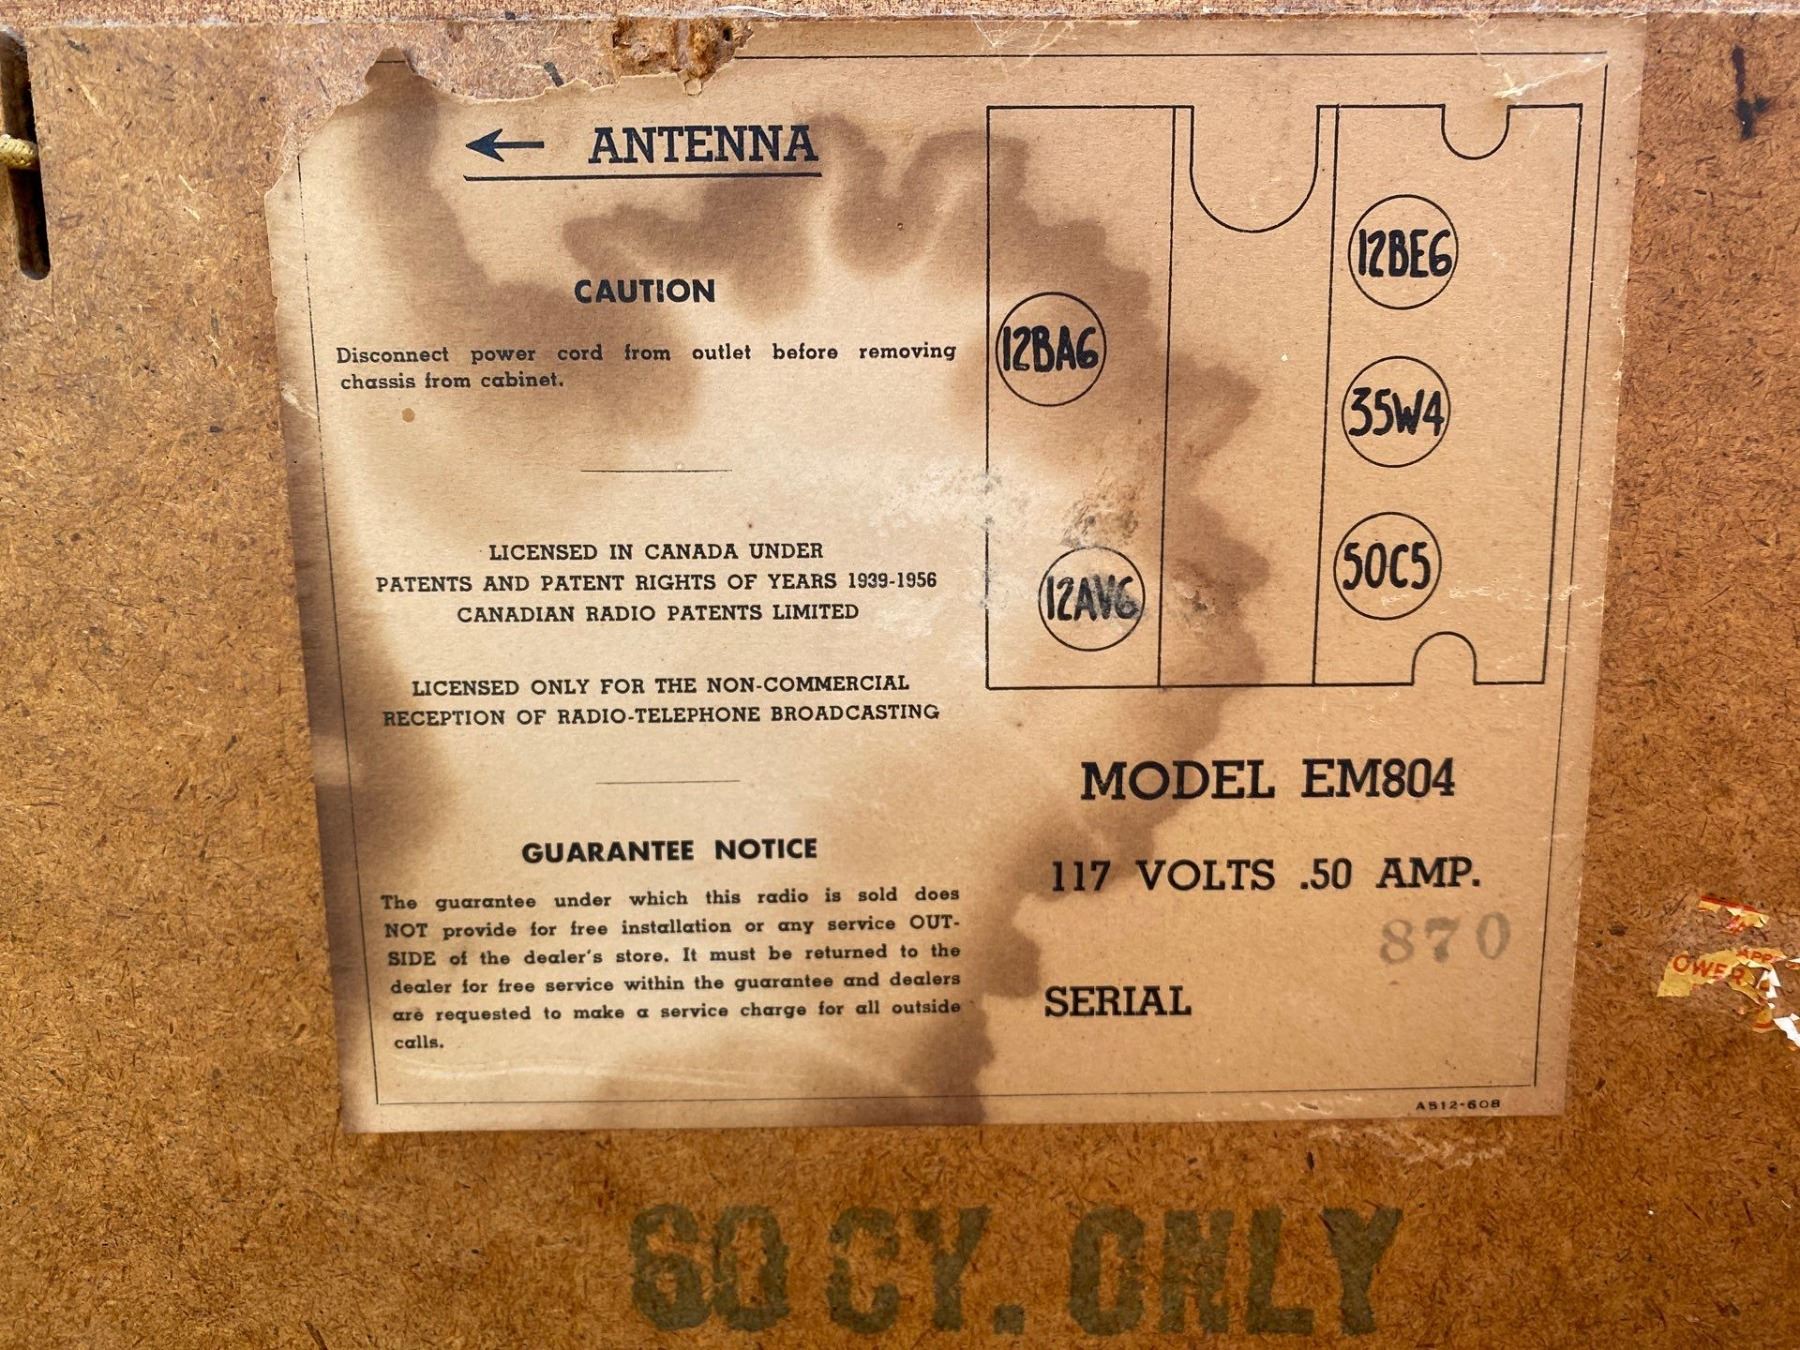 ← ANTENNA
CAUTION
Disconnect power cord from outlet before removing
chassis from cabinet.
LICENSED IN CANADA UNDER
PATENTS AND PATENT RIGHTS OF YEARS 1939-1956
CANADIAN RADIO PATENTS LIMITED
LICENSED ONLY FOR THE NON-COMMERCIAL
RECEPTION OF RADIO-TELEPHONE BROADCASTING
GUARANTEE NOTICE
The guarantee under which this radio is sold does
NOT provide for free installation or any service OUT-
SIDE of the dealer's store. It must be returned to the
dealer for free service within the guarantee and dealers
are requested to make a service charge for all outside
calls.
12BE6
12BA6
35W4
50C5
12AV6
MODEL EM804
117 VOLTS .50 AMP.
870
SERIAL
A512-608
60 CY. ONLY